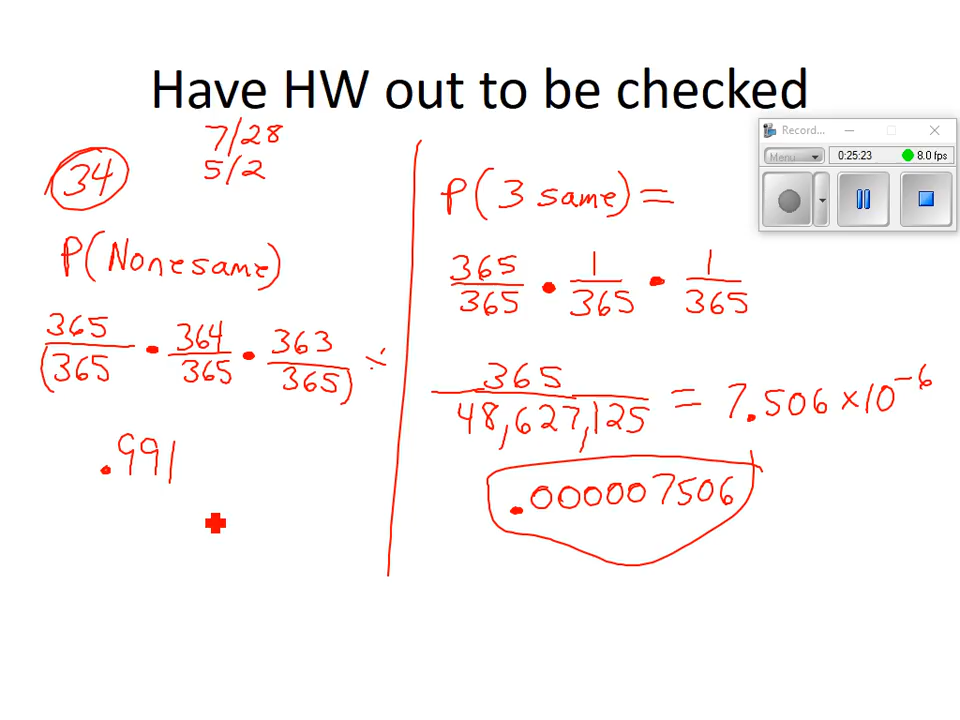 Have HW out to be checked
34
7/28
5/2
P(None same)
365/(365 • 364/365 • 363/365) ÷
.991
P(3 same) =
365/365 • 1/365 • 1/365
365/48,627,125 = 7.506 × 10⁻⁶
.000007506
Record...
Menu
0:25:23
8.0 fps